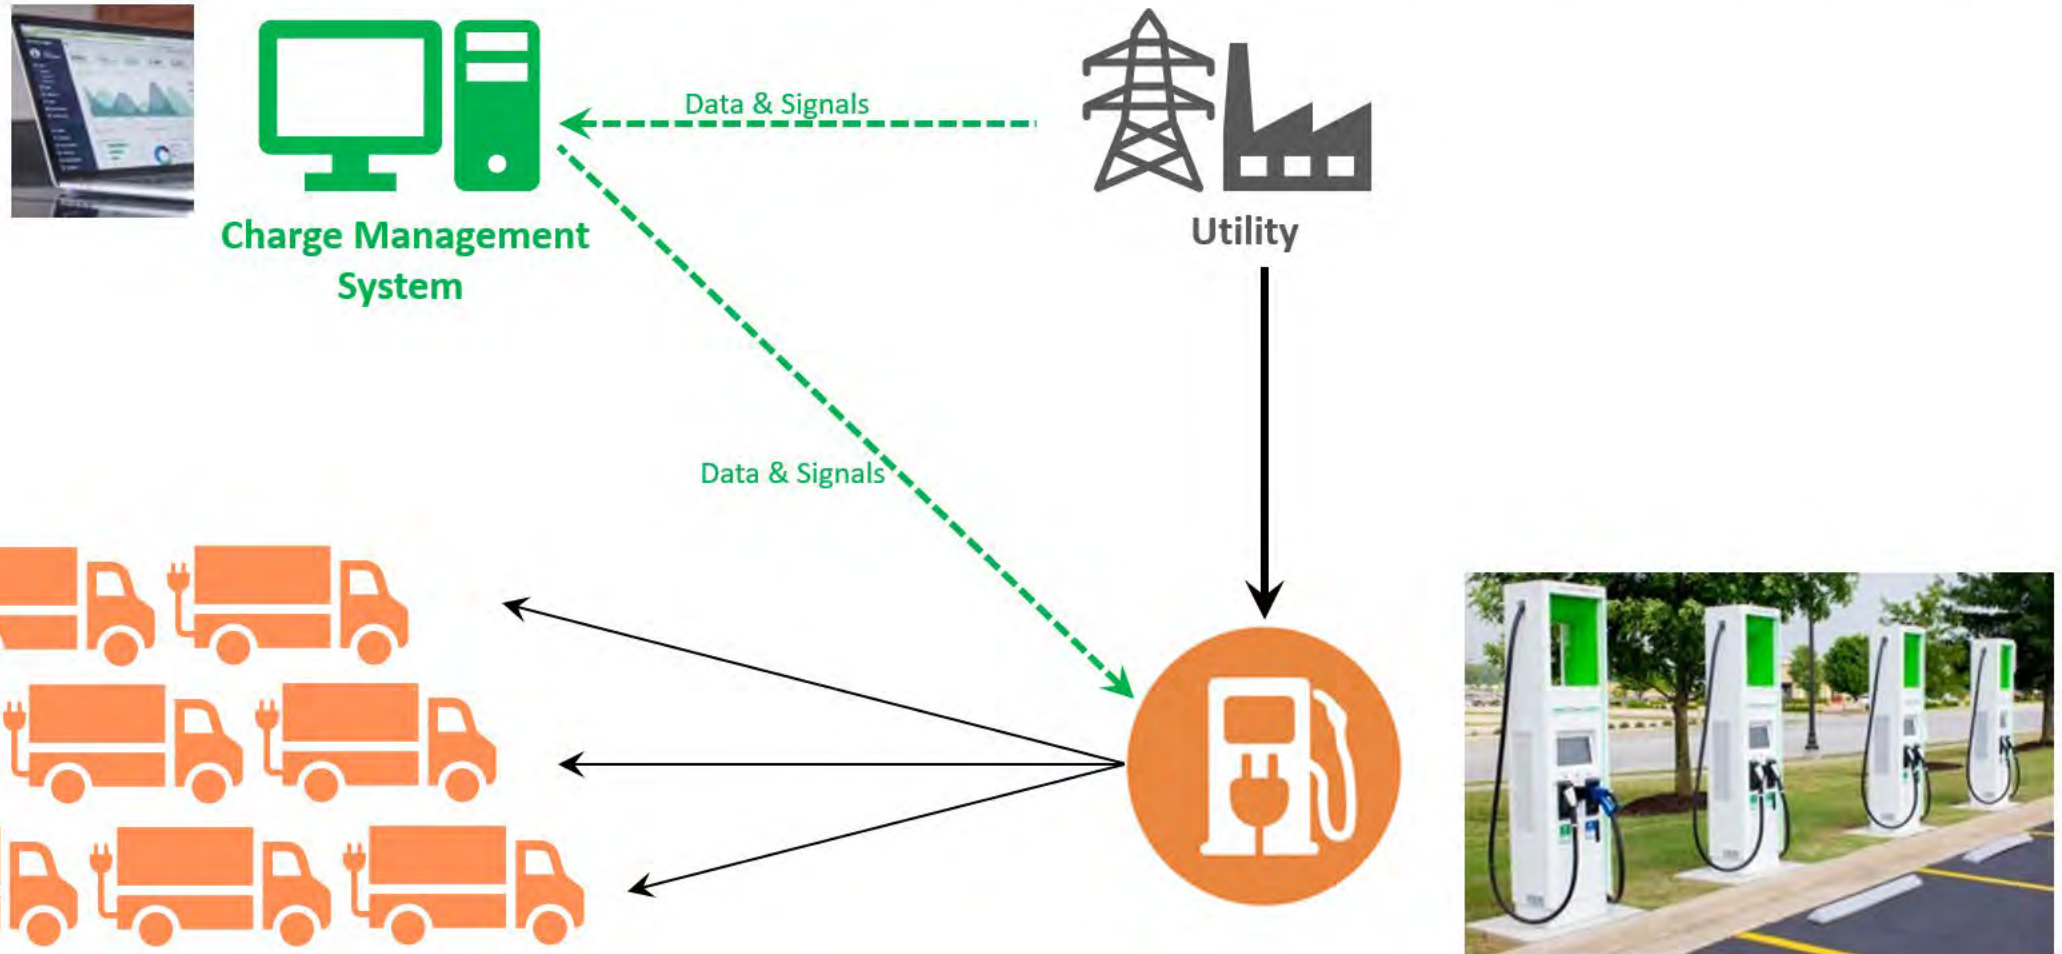 Data & Signals
Charge Management
System
Utility
Data & Signals